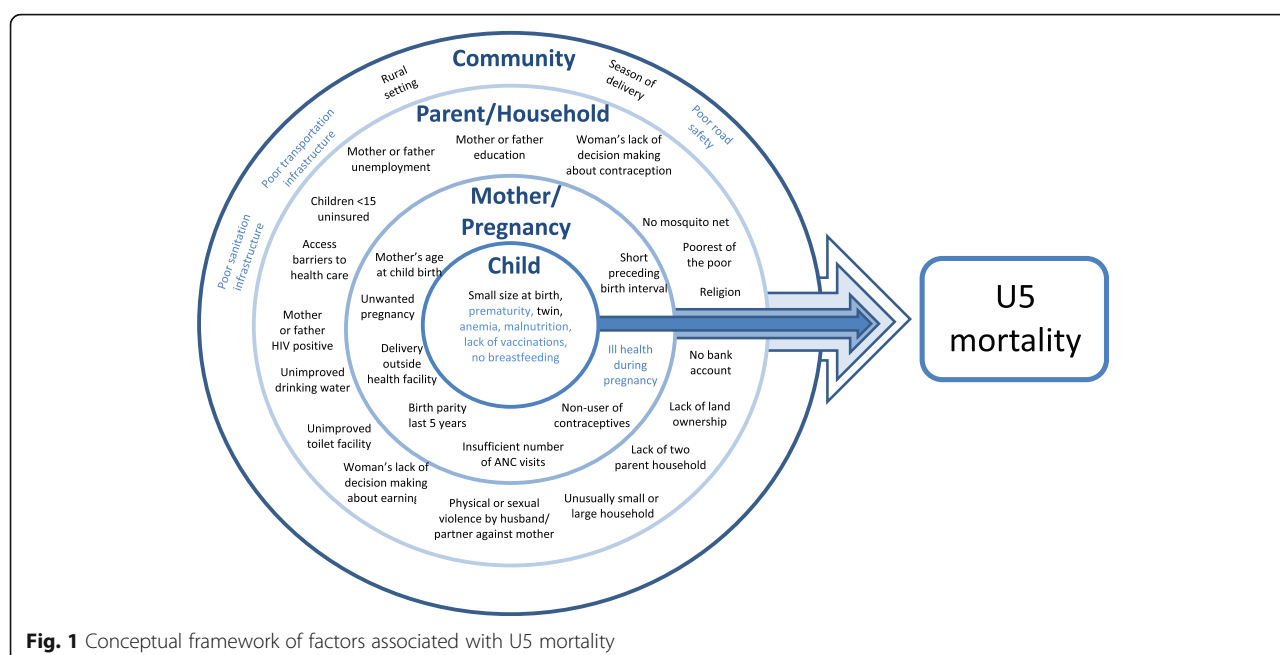 Community
Rural
setting
Season of
delivery
Poor transportation
infrastructure
Poor road
safety
Poor sanitation
infrastructure
Parent/Household
Mother or father
unemployment
Mother or father
education
Woman's lack of
decision making
about contraception
Children <15
uninsured
No mosquito net
Access
barriers to
health care
Poorest of
the poor
Religion
Mother
or father
HIV positive
No bank
account
Unimproved
drinking water
Lack of land
ownership
Unimproved
toilet facility
Lack of two
parent household
Woman's lack of
decision making
about earning
Physical or sexual
violence by husband/
partner against mother
Unusually small or
large household
Mother/
Pregnancy
Mother's age
at child birth
Short
preceding
birth interval
Unwanted
pregnancy
Delivery
outside
health facility
Ill health
during
pregnancy
Birth parity
last 5 years
Non-user of
contraceptives
Insufficient number
of ANC visits
Child
Small size at birth,
prematurity, twin,
anemia, malnutrition,
lack of vaccinations,
no breastfeeding
U5
mortality
Fig. 1 Conceptual framework of factors associated with U5 mortality